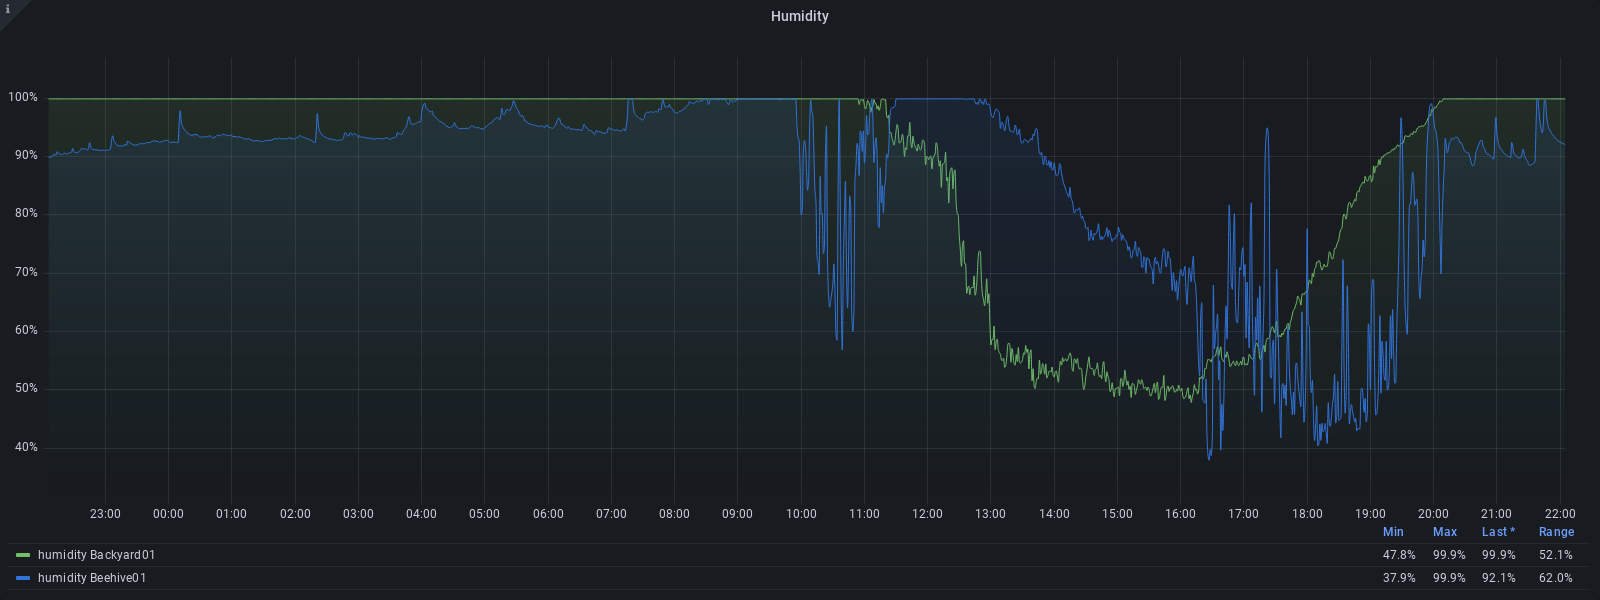 i
Humidity
100%
90%
80%
70%
60%
50%
40%
23:00 00:00 01:00 02:00 03:00 04:00 05:00 06:00 07:00 08:00 09:00 10:00 11:00 12:00 13:00 14:00 15:00 16:00 17:00 18:00 19:00 20:00 21:00 22:00
Min Max Last * Range
humidity Backyard01 47.8% 99.9% 99.9% 52.1%
humidity Beehive01 37.9% 99.9% 92.1% 62.0%